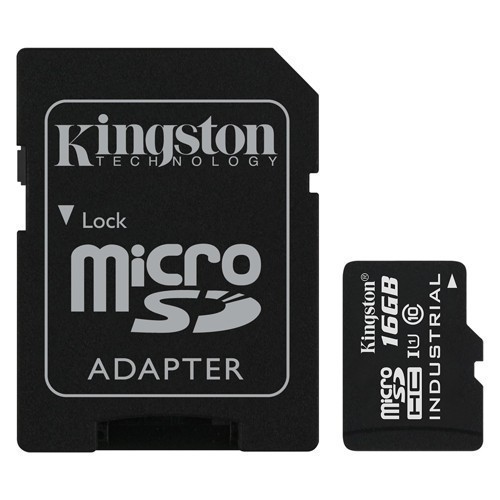 Kingston
TECHNOLOGY
Lock
micro
SD
ADAPTER
Kingston®
16GB
U1 10
micro
SD
HC I
INDUSTRIAL